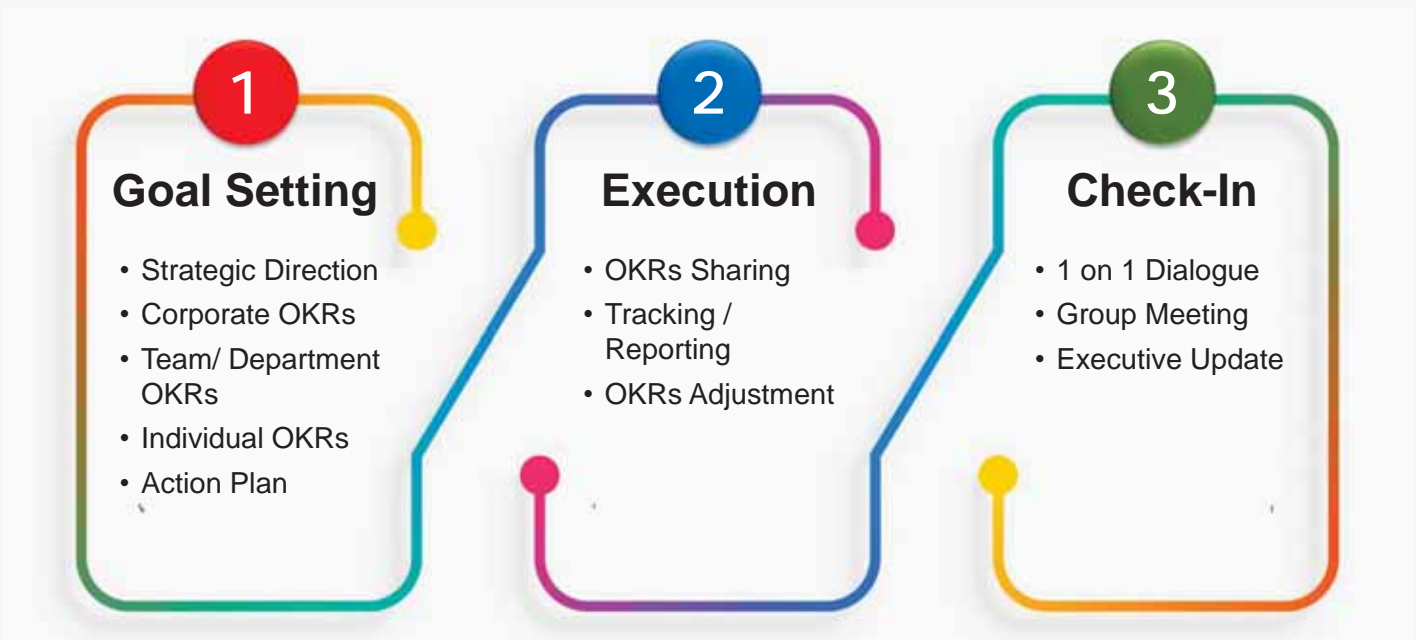 1
Goal Setting
• Strategic Direction
• Corporate OKRs
• Team/ Department
OKRs
• Individual OKRs
• Action Plan
2
Execution
• OKRs Sharing
• Tracking /
Reporting
• OKRs Adjustment
3
Check-In
• 1 on 1 Dialogue
• Group Meeting
• Executive Update